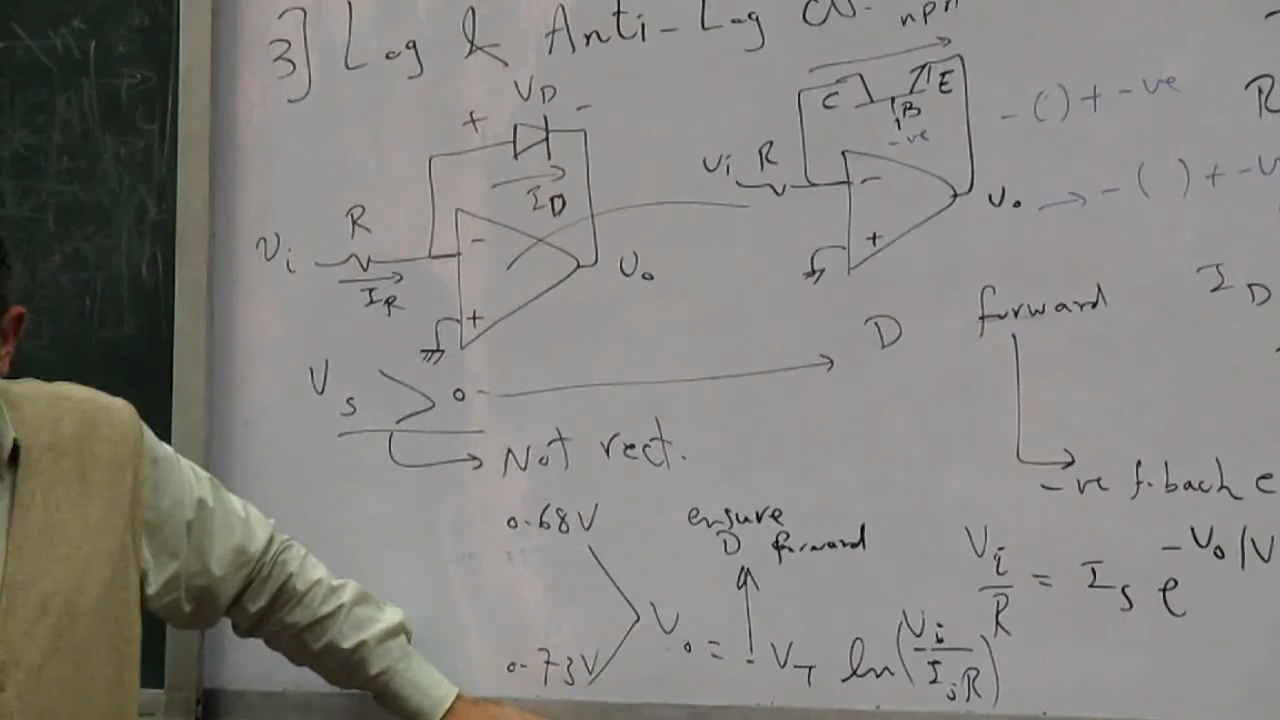 3] Log & Anti-Log
npn
+ VD -
ID
Vi R
IR
-
+
Vo
C E
B
-ve
Vi R
-
+
Vo → - ( ) + -V
- ( ) + -ve
R
ID
Vs > 0 → D forward
Not rect.
-ve f.back e
0.68V
0.73V
ensure
D forward
Vo = - VT ln(Vi/IsR)
Vi/R = Is e^-Vo/V